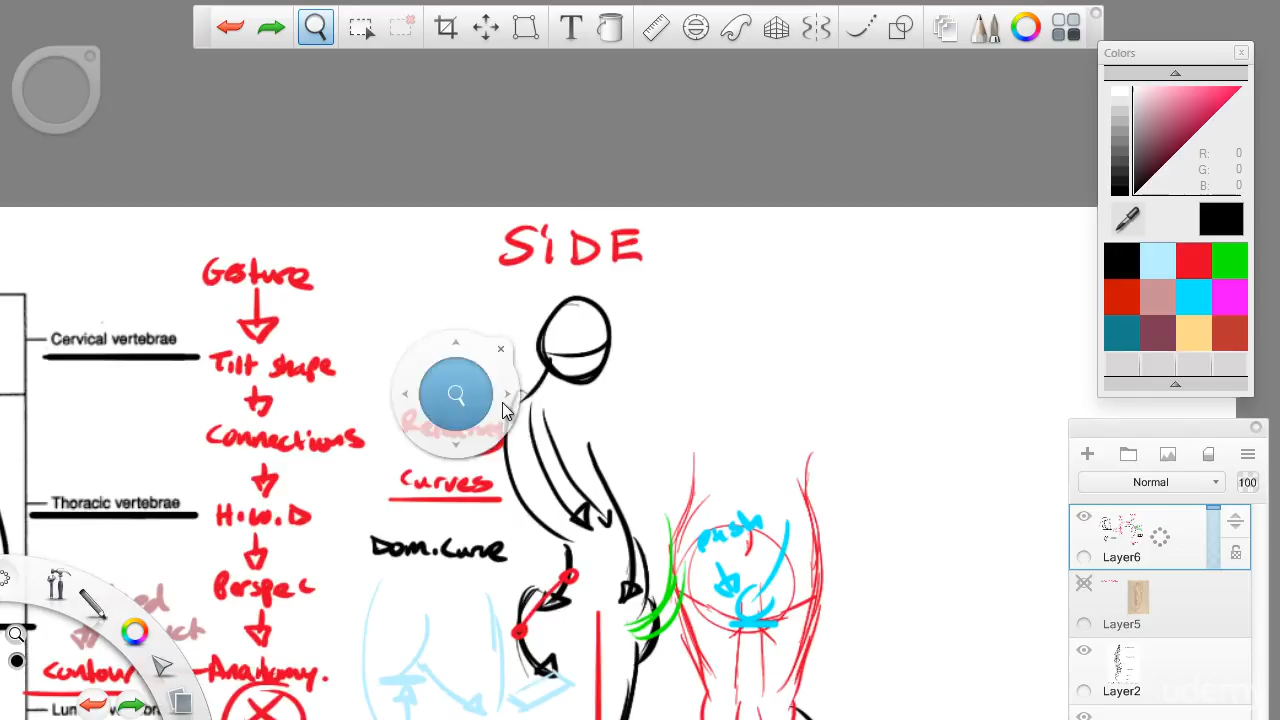 T
Colors
R: 0
G: 0
B: 0
SiDE
Gesture
Cervical vertebrae
Tilt shape
Connections
Curves
Thoracic vertebrae
H.W.D
Dom.Curve
push
Perspec
contour
Anatomy.
Normal
100
Layer6
Layer5
Layer2